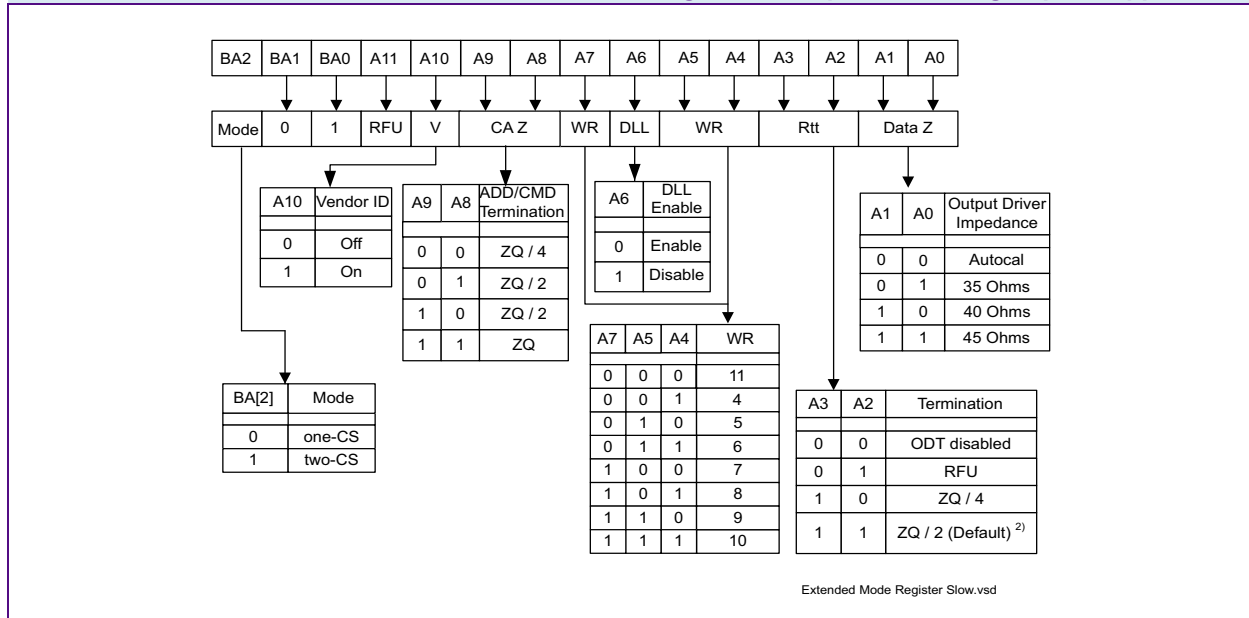 BA2 BA1 BA0 A11 A10 A9 A8 A7 A6 A5 A4 A3 A2 A1 A0
Mode 0 1 RFU V CA Z WR DLL WR Rtt Data Z
A10 Vendor ID
0 Off
1 On
A9 A8 ADD/CMD Termination
0 0 ZQ / 4
0 1 ZQ / 2
1 0 ZQ / 2
1 1 ZQ
A6 DLL Enable
0 Enable
1 Disable
A1 A0 Output Driver Impedance
0 0 Autocal
0 1 35 Ohms
1 0 40 Ohms
1 1 45 Ohms
BA[2] Mode
0 one-CS
1 two-CS
A7 A5 A4 WR
0 0 0 11
0 0 1 4
0 1 0 5
0 1 1 6
1 0 0 7
1 0 1 8
1 1 0 9
1 1 1 10
A3 A2 Termination
0 0 ODT disabled
0 1 RFU
1 0 ZQ / 4
1 1 ZQ / 2 (Default) 2)
Extended Mode Register Slow.vsd